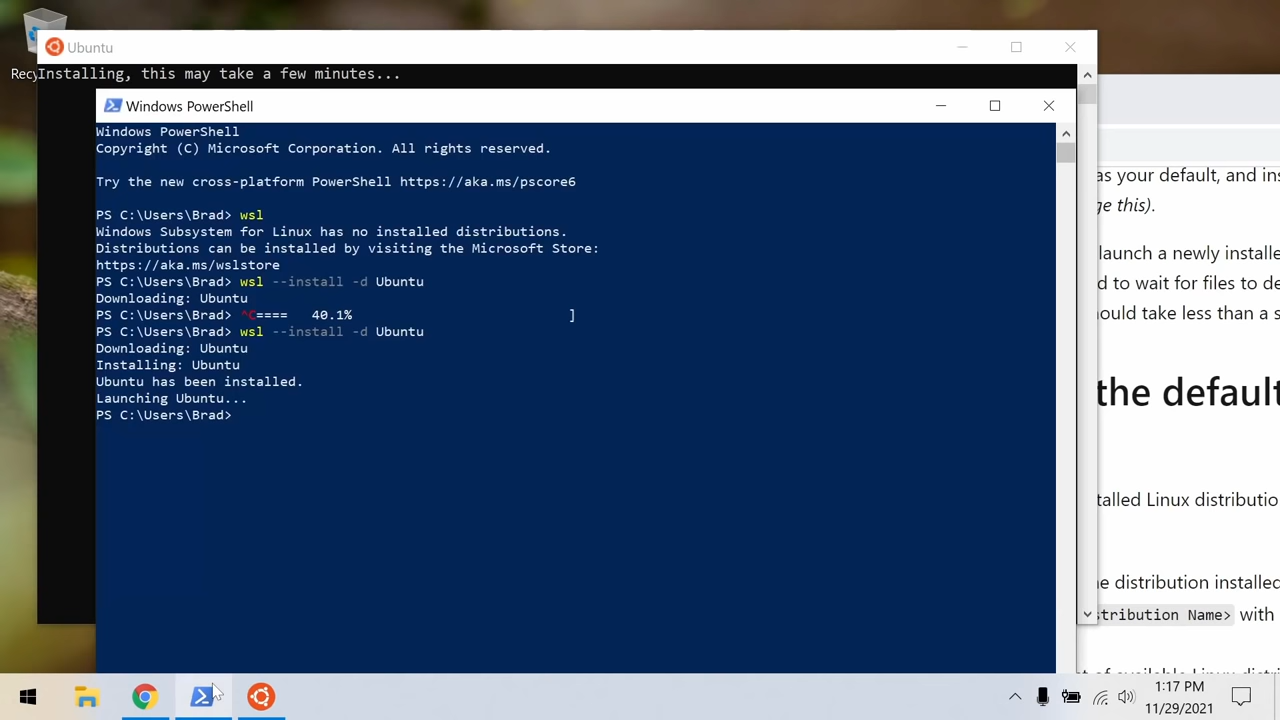 Ubuntu
Recy
Installing, this may take a few minutes...
Windows PowerShell
Windows PowerShell
Copyright (C) Microsoft Corporation. All rights reserved.
Try the new cross-platform PowerShell https://aka.ms/pscore6
PS C:\Users\Brad> wsl
Windows Subsystem for Linux has no installed distributions.
Distributions can be installed by visiting the Microsoft Store:
https://aka.ms/wslstore
PS C:\Users\Brad> wsl --install -d Ubuntu
Downloading: Ubuntu
PS C:\Users\Brad> ^C==== 40.1% ]
PS C:\Users\Brad> wsl --install -d Ubuntu
Downloading: Ubuntu
Installing: Ubuntu
Ubuntu has been installed.
Launching Ubuntu...
PS C:\Users\Brad>
as your default, and ins
ge this).
launch a newly installe
d to wait for files to de
ould take less than a s
the default
talled Linux distributio
e distribution installed
stribution Name> with
t of available Linux distri
1:17 PM
11/29/2021